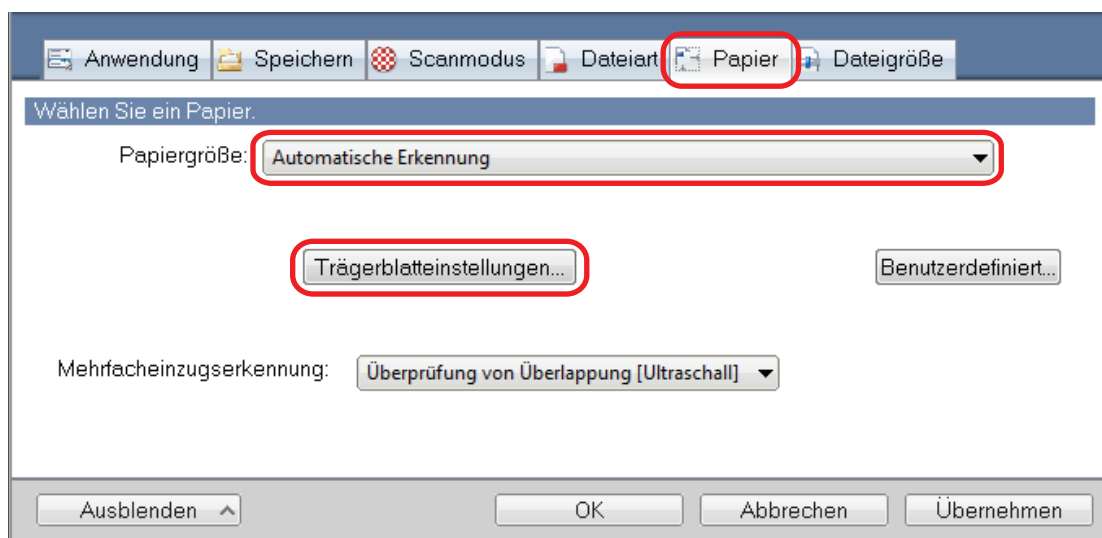 Anwendung Speichern Scanmodus Dateiart Papier Dateigröße
Wählen Sie ein Papier.
Papiergröße: Automatische Erkennung
Trägerblatteinstellungen... Benutzerdefiniert...
Mehrfacheinzugserkennung: Überprüfung von Überlappung [Ultraschall]
Ausblenden OK Abbrechen Übernehmen